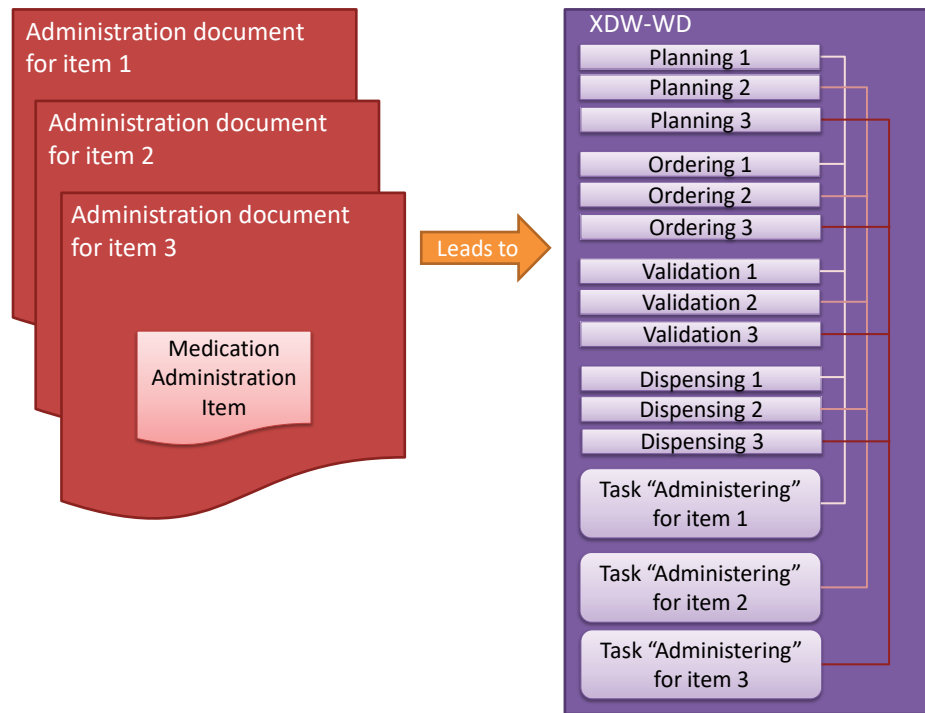 Administration document
for item 1
Administration document
for item 2
Administration document
for item 3
Medication
Administration
Item
Leads to
XDW-WD
Planning 1
Planning 2
Planning 3
Ordering 1
Ordering 2
Ordering 3
Validation 1
Validation 2
Validation 3
Dispensing 1
Dispensing 2
Dispensing 3
Task “Administering”
for item 1
Task “Administering”
for item 2
Task “Administering”
for item 3